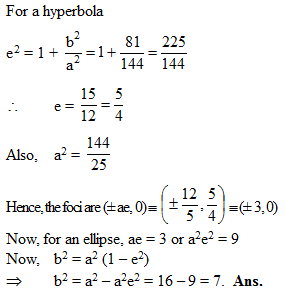 For a hyperbola
e² = 1 + b²/a² = 1 + 81/144 = 225/144
∴ e = 15/12 = 5/4
Also, a² = 144/25
Hence, the foci are (± ae, 0) ≡ (± 12/5 , 5/4) ≡ (± 3, 0)
Now, for an ellipse, ae = 3 or a²e² = 9
Now, b² = a² (1 – e²)
⇒ b² = a² – a²e² = 16 – 9 = 7. Ans.